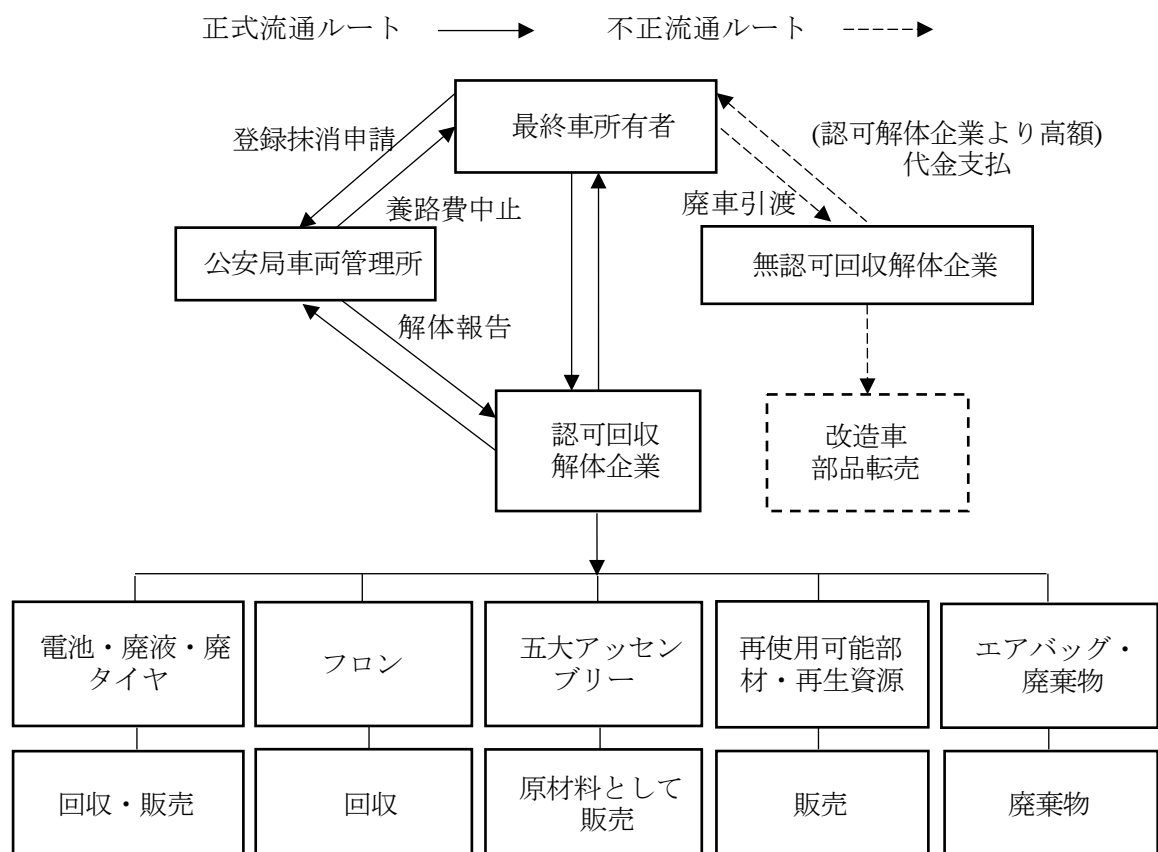 正式流通ルート
不正流通ルート
最終車所有者
登録抹消申請
(認可解体企業より高額)
代金支払
養路費中止
廃車引渡
公安局車両管理所
無認可回収解体企業
解体報告
認可回収
解体企業
改造車
部品転売
電池・廃液・廃
タイヤ
フロン
五大アッセン
ブリー
再使用可能部
材・再生資源
エアバッグ・
廃棄物
回収・販売
回収
原材料として
販売
販売
廃棄物